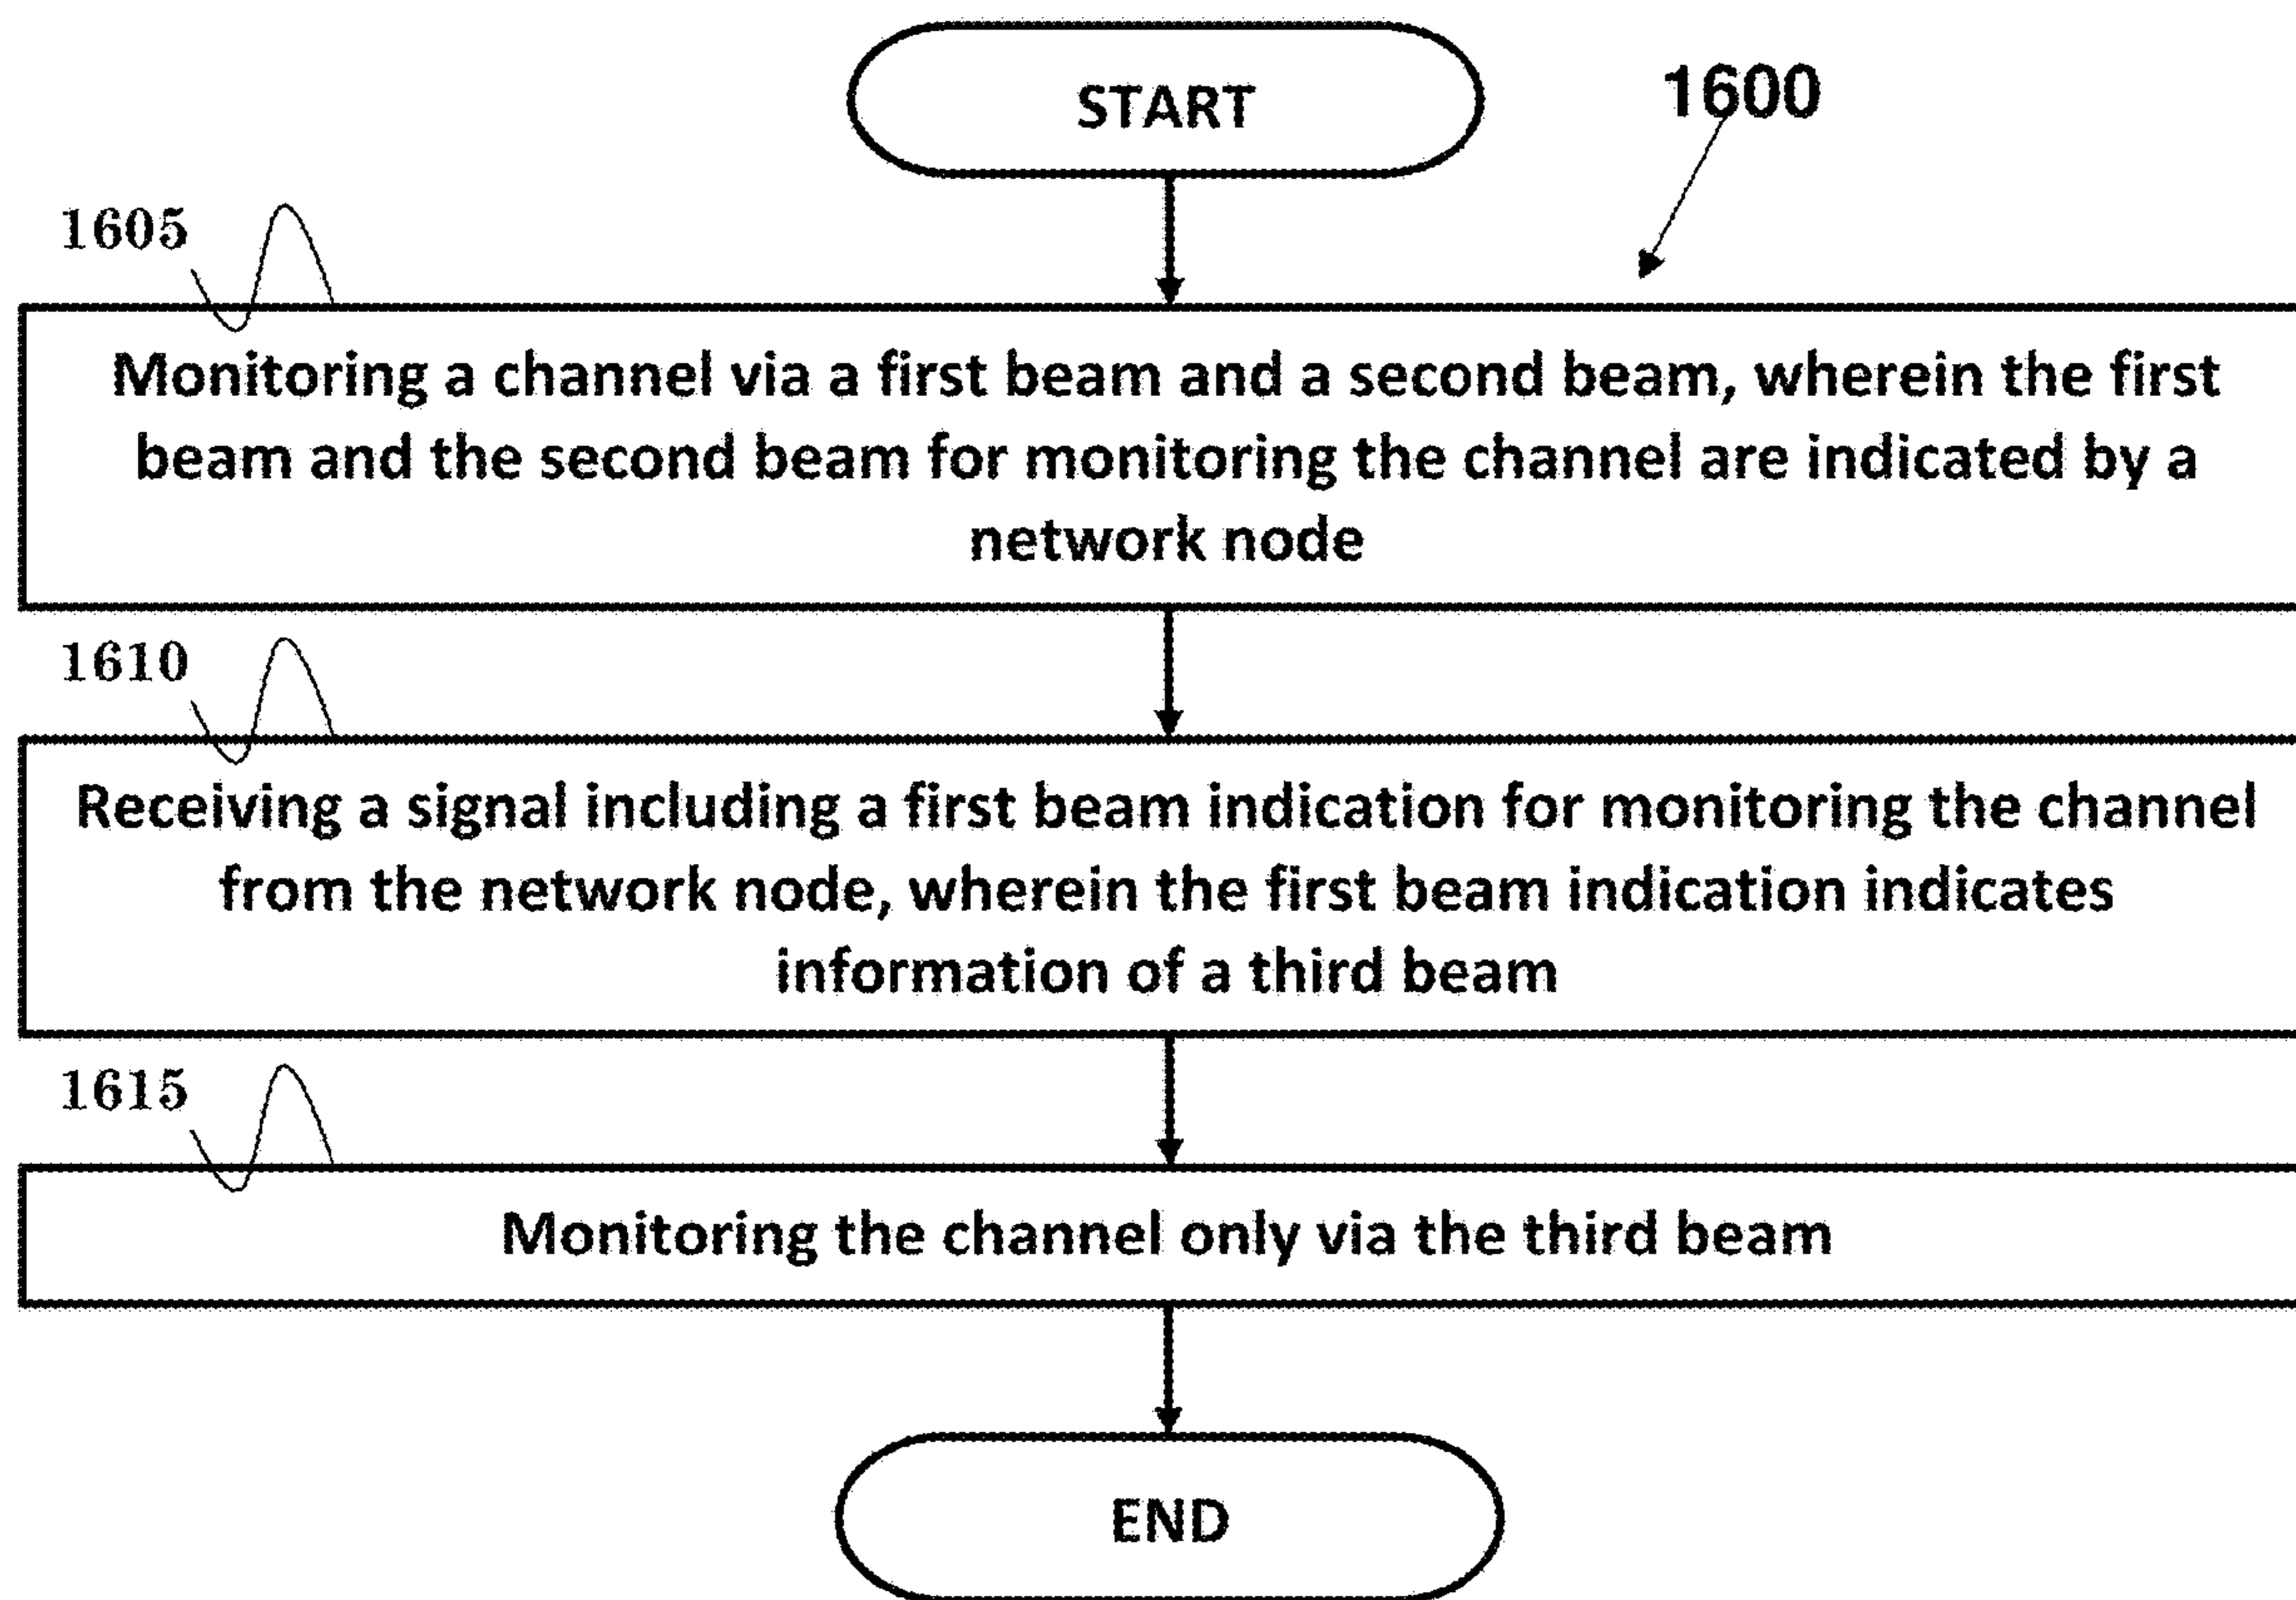 START
1600
1605
Monitoring a channel via a first beam and a second beam, wherein the first
beam and the second beam for monitoring the channel are indicated by a
network node
1610
Receiving a signal including a first beam indication for monitoring the channel
from the network node, wherein the first beam indication indicates
information of a third beam
1615
Monitoring the channel only via the third beam
END